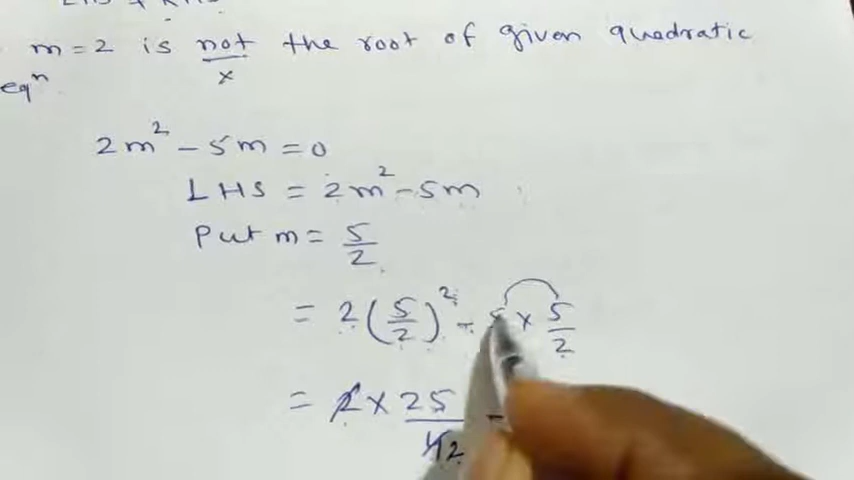 m = 2 is not the root of given quadratic
x
eqⁿ
2m² - 5m = 0
LHS = 2m² - 5m
Put m = 5/2
= 2(5/2)² - 5 × 5/2
= 2 × 25/4 2 -